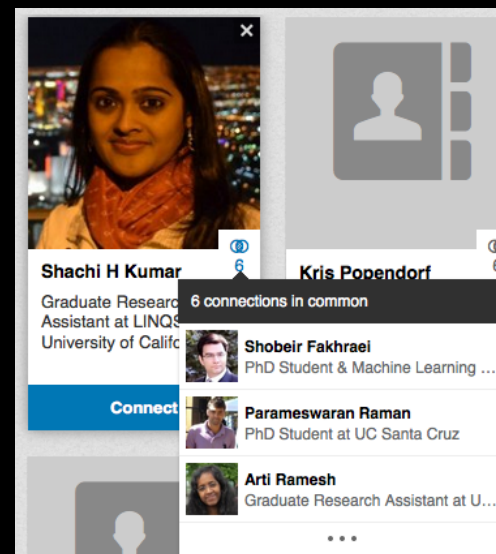 6
Shachi H Kumar
Graduate Researc
Assistant at LINQS
University of Califo
Connect
Kris Popendorf
6 connections in common
Shobeir Fakhraei
PhD Student & Machine Learning ...
Parameswaran Raman
PhD Student at UC Santa Cruz
Arti Ramesh
Graduate Research Assistant at U...